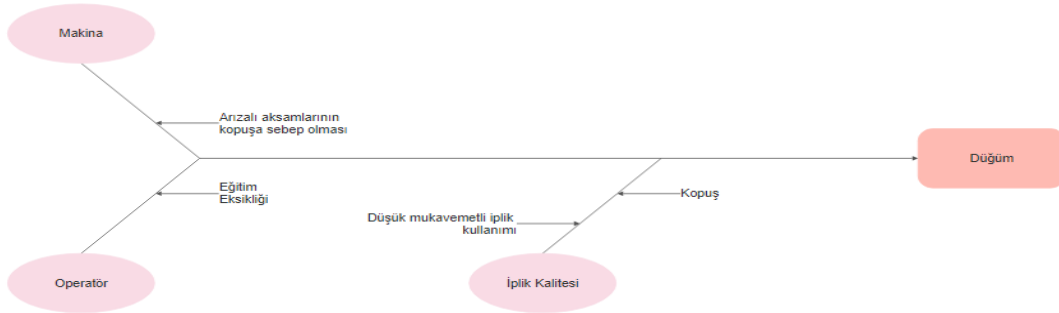 Makina
Arızalı aksamlarının
kopuşa sebep olması
Düğüm
Eğitim
Eksikliği
Kopuş
Düşük mukavemetli iplik
kullanımı
Operatör
İplik Kalitesi